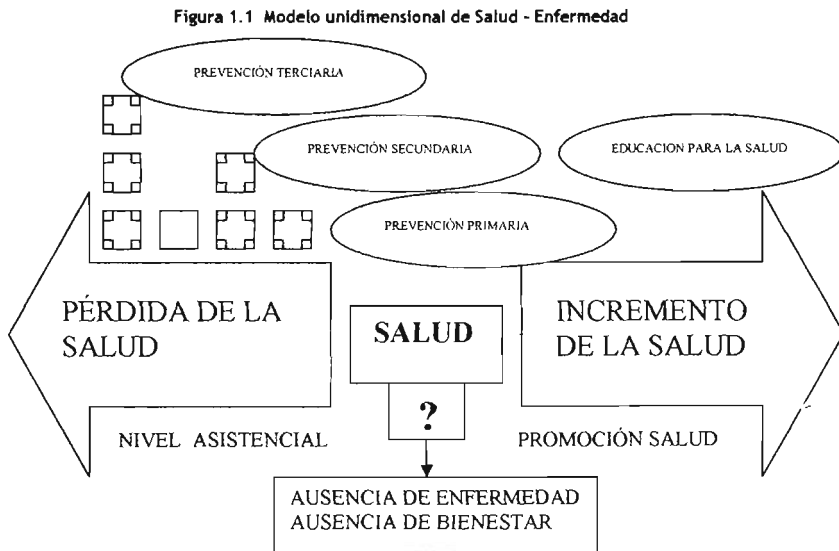 Figura 1.1 Modelo unidimensional de Salud - Enfermedad
PREVENCIÓN TERCIARIA
PREVENCIÓN SECUNDARIA
EDUCACION PARA LA SALUD
PREVENCIÓN PRIMARIA
PÉRDIDA DE LA
SALUD
SALUD
?
INCREMENTO
DE LA SALUD
NIVEL ASISTENCIAL
PROMOCIÓN SALUD
AUSENCIA DE ENFERMEDAD
AUSENCIA DE BIENESTAR